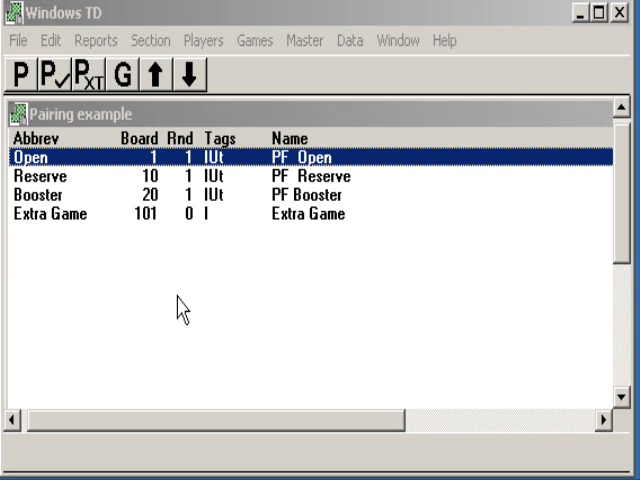 Windows TD
File Edit Reports Section Players Games Master Data Window Help
P P✓ PXT G
Pairing example
Abbrev Board Rnd Tags Name
Open 1 1 IUt PF Open
Reserve 10 1 IUt PF Reserve
Booster 20 1 IUt PF Booster
Extra Game 101 0 I Extra Game